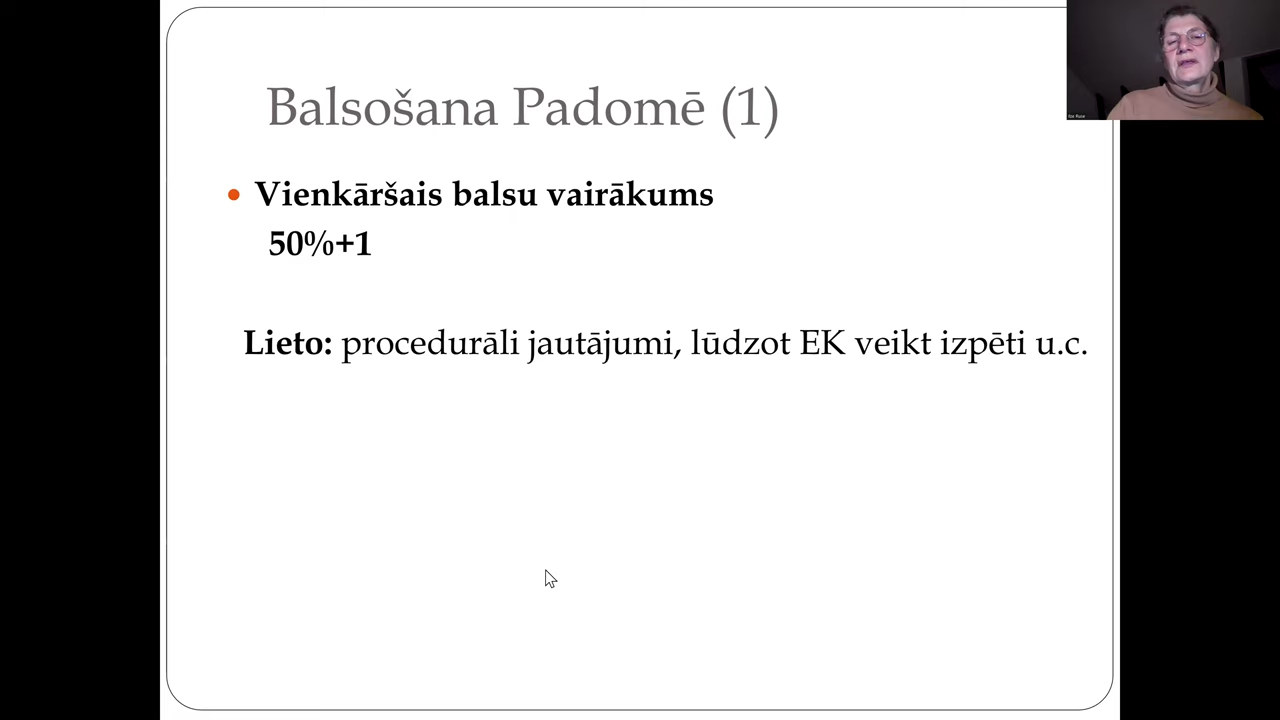 Balsošana Padomē (1)
• Vienkāršais balsu vairākums
50%+1
Lieto: procedurāli jautājumi, lūdzot EK veikt izpēti u.c.